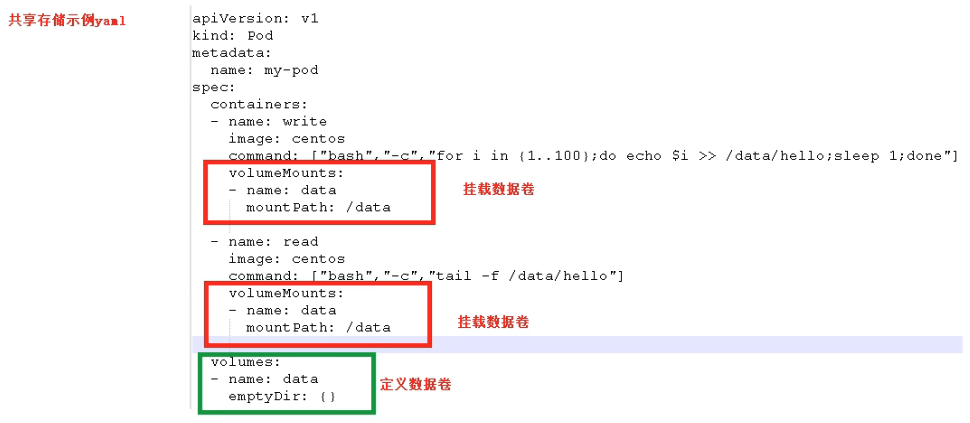 共享存储示例yaml
apiVersion: v1
kind: Pod
metadata:
  name: my-pod
spec:
  containers:
  - name: write
    image: centos
    command: ["bash","-c","for i in {1..100};do echo $i >> /data/hello;sleep 1;done"]
    volumeMounts:
    - name: data
      mountPath: /data
挂载数据卷
  - name: read
    image: centos
    command: ["bash","-c","tail -f /data/hello"]
    volumeMounts:
    - name: data
      mountPath: /data
挂载数据卷
  volumes:
  - name: data
    emptyDir: {}
定义数据卷